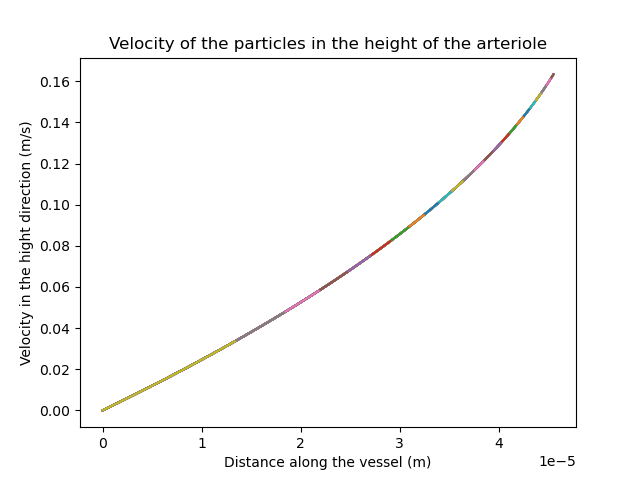 Velocity of the particles in the height of the arteriole
Velocity in the hight direction (m/s)
0.16
0.14
0.12
0.10
0.08
0.06
0.04
0.02
0.00
0 1 2 3 4
Distance along the vessel (m)
1e−5